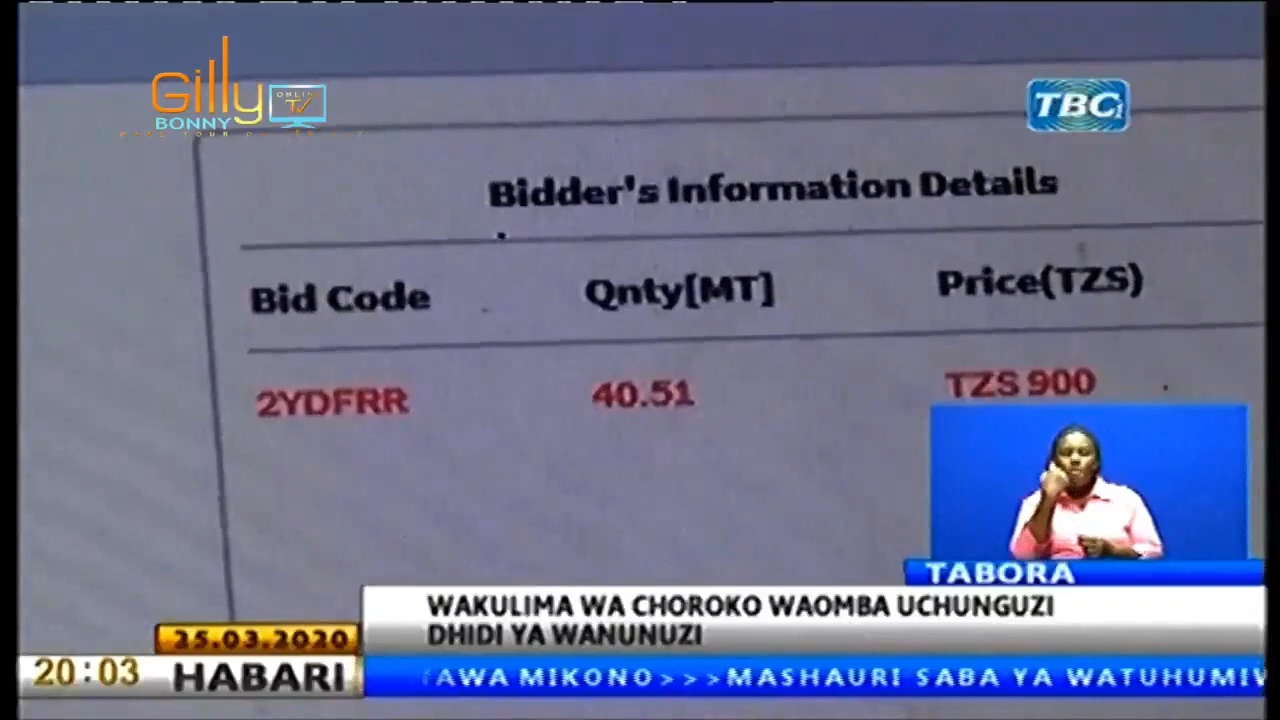 Gilly
BONNY
ONLINE
TV
TBC1
Bidder's Information Details
Bid Code Qnty[MT] Price(TZS)
2YDFRR 40.51 TZS 900
TABORA
WAKULIMA WA CHOROKO WAOMBA UCHUNGUZI
DHIDI YA WANUNUZI
25.03.2020
20:03 HABARI
AWA MIKONO>>>MASHAURI SABA YA WATUHUMIW